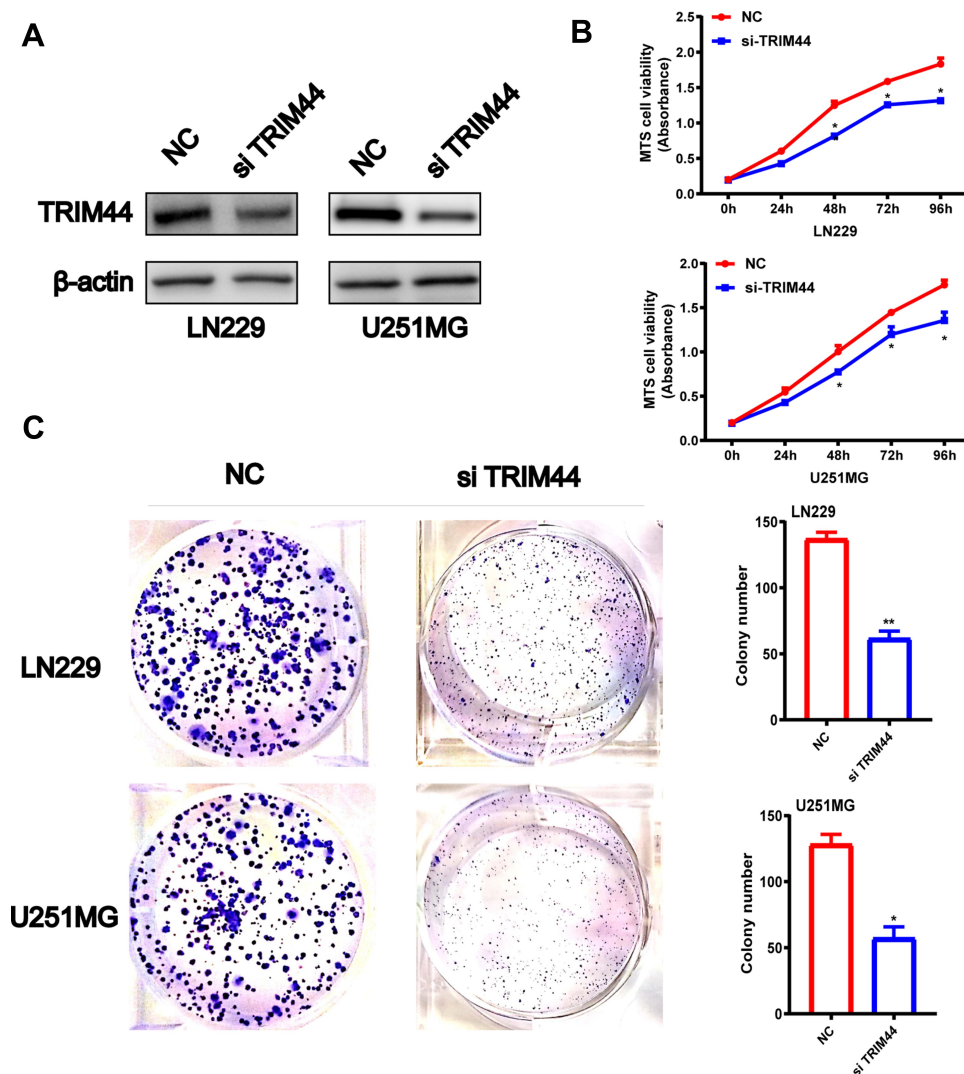 A
NC
si TRIM44
NC
si TRIM44
TRIM44
β-actin
LN229
U251MG
B
NC
si-TRIM44
MTS cell viability
(Absorbance)
2.5
2.0
1.5
1.0
0.5
0.0
*
*
*
0h
24h
48h
72h
96h
LN229
NC
si-TRIM44
MTS cell viability
(Absorbance)
2.0
1.5
1.0
0.5
0.0
*
*
*
0h
24h
48h
72h
96h
U251MG
C
NC
si TRIM44
LN229
U251MG
LN229
Colony number
150
100
50
0
**
NC
si TRIM44
U251MG
Colony number
150
100
50
0
*
NC
si TRIM44